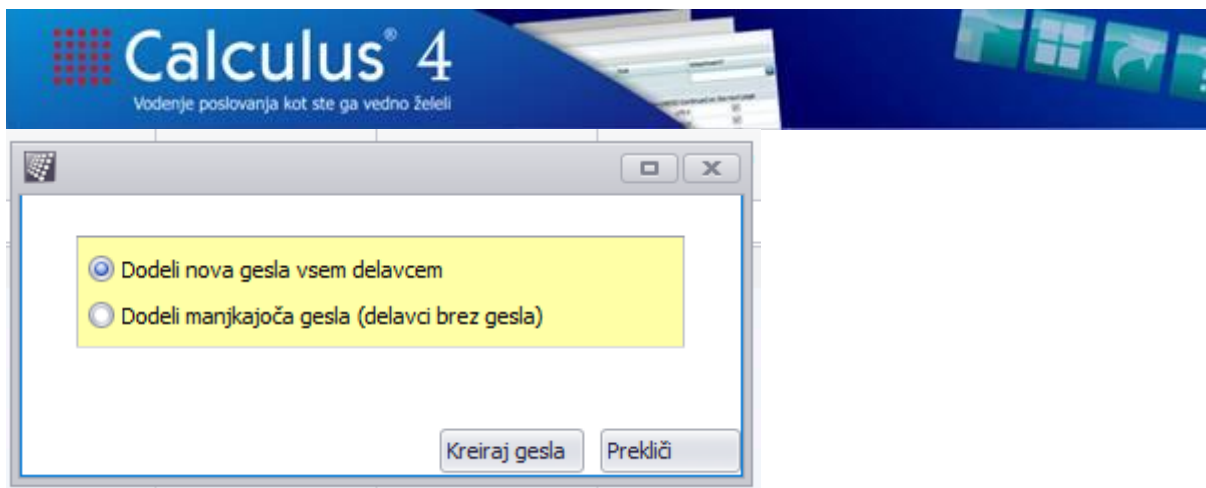 Calculus® 4
Vodenje poslovanja kot ste ga vedno želeli
Dodeli nova gesla vsem delavcem
Dodeli manjkajoča gesla (delavci brez gesla)
Kreiraj gesla Prekliči